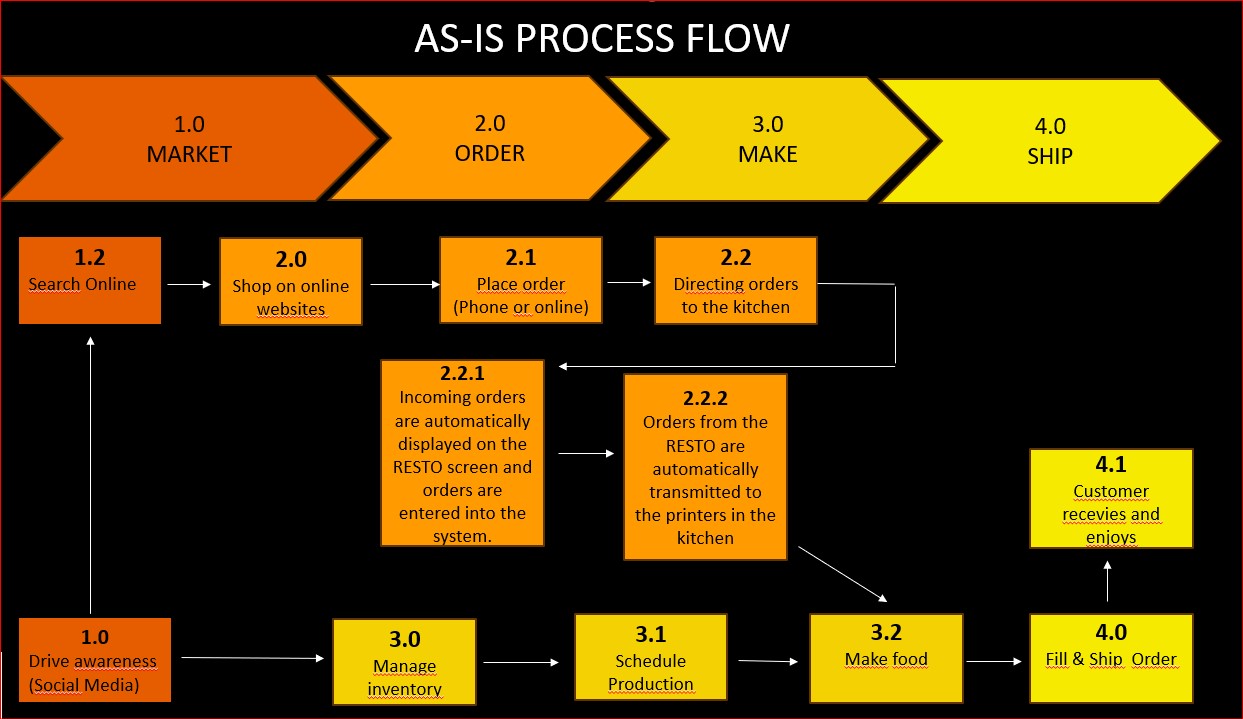 AS-IS PROCESS FLOW
1.0
MARKET
2.0
ORDER
3.0
MAKE
4.0
SHIP
1.2
Search Online
2.0
Shop on online
websites
2.1
Place order
(Phone or online)
2.2
Directing orders
to the kitchen
2.2.1
Incoming orders
are automatically
displayed on the
RESTO screen and
orders are
entered into the
system.
2.2.2
Orders from the
RESTO are
automatically
transmitted to
the printers in the
kitchen
4.1
Customer
recevies and
enjoys
1.0
Drive awareness
(Social Media)
3.0
Manage
inventory
3.1
Schedule
Production
3.2
Make food
4.0
Fill & Ship Order